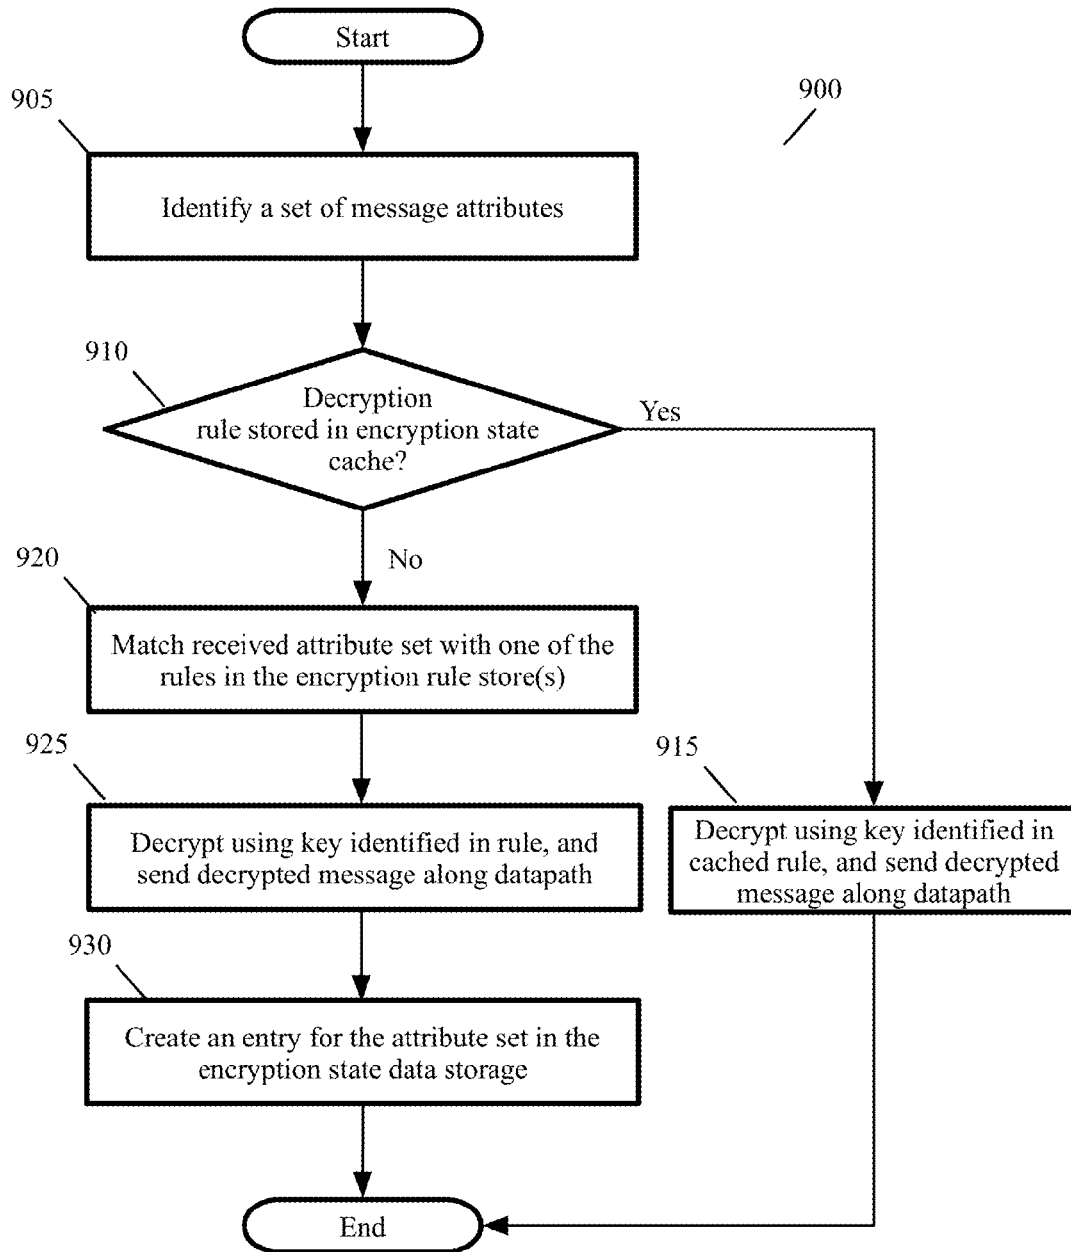 Start
905
900
Identify a set of message attributes
910
Decryption
rule stored in encryption state
cache?
Yes
No
920
Match received attribute set with one of the
rules in the encryption rule store(s)
925
Decrypt using key identified in rule, and
send decrypted message along datapath
915
Decrypt using key identified in
cached rule, and send decrypted
message along datapath
930
Create an entry for the attribute set in the
encryption state data storage
End